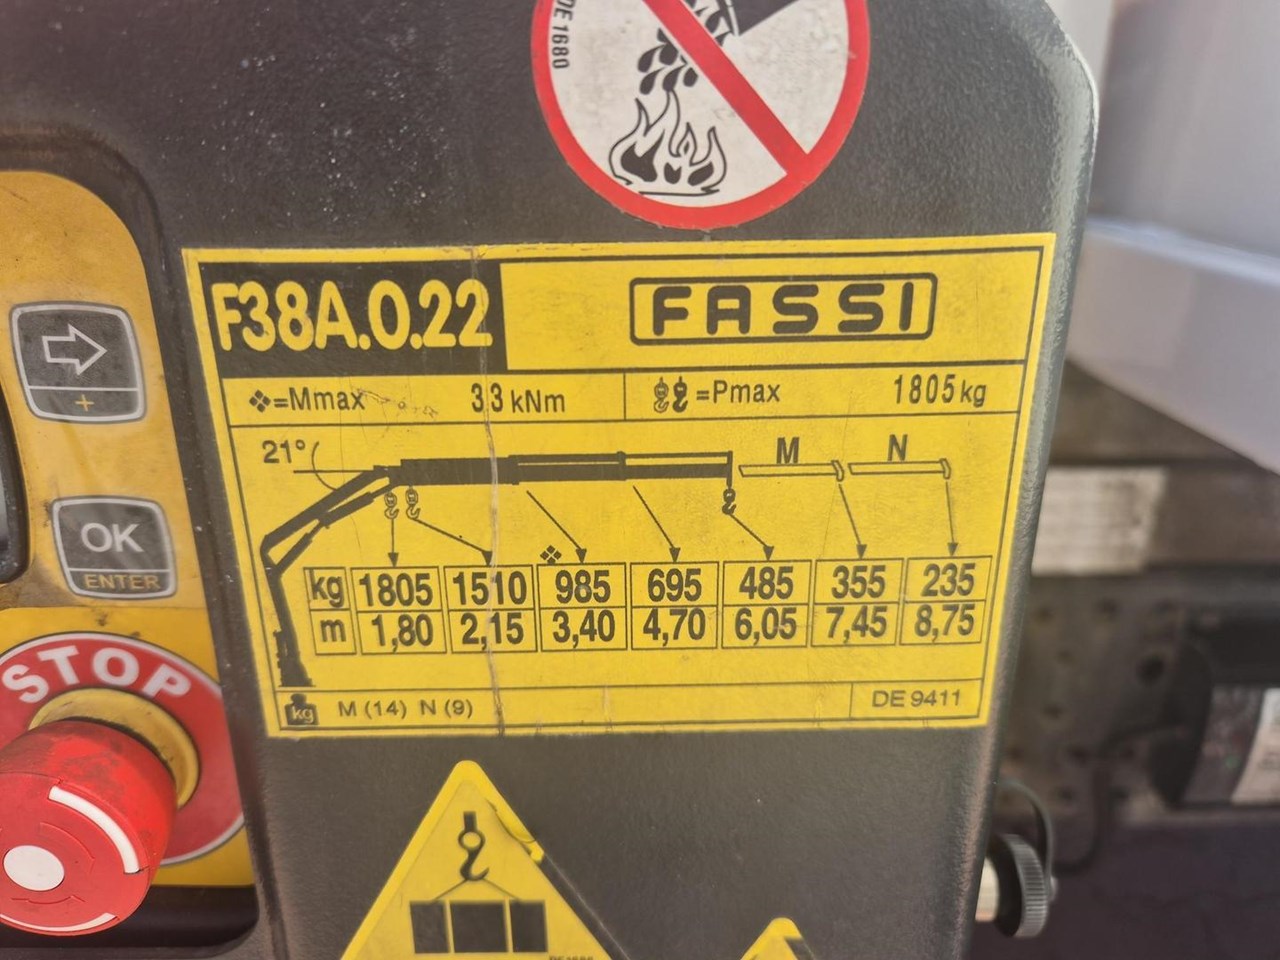 DE 1680
F38A.0.22 FASSI
❖=Mmax 33 kNm =Pmax 1805 kg
21° M N
kg 1805 1510 985 695 485 355 235
m 1,80 2,15 3,40 4,70 6,05 7,45 8,75
kg M (14) N (9) DE 9411
+
OK
ENTER
STOP